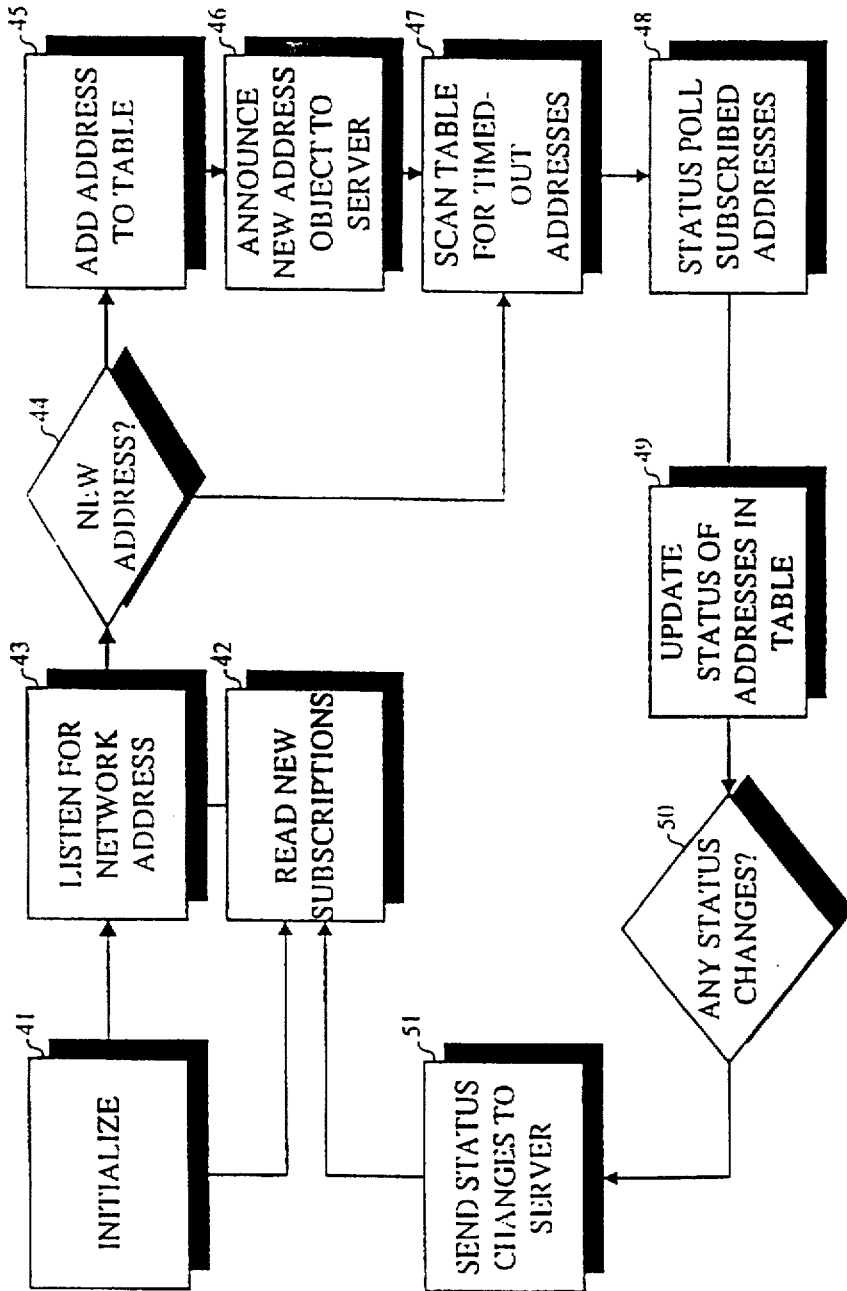 41
INITIALIZE
43
LISTEN FOR
NETWORK
ADDRESS
42
READ NEW
SUBSCRIPTIONS
44
NEW
ADDRESS?
45
ADD ADDRESS
TO TABLE
46
ANNOUNCE
NEW ADDRESS
OBJECT TO
SERVER
47
SCAN TABLE
FOR TIMED-
OUT
ADDRESSES
48
STATUS POLL
SUBSCRIBED
ADDRESSES
49
UPDATE
STATUS OF
ADDRESSES IN
TABLE
50
ANY STATUS
CHANGES?
51
SEND STATUS
CHANGES TO
SERVER